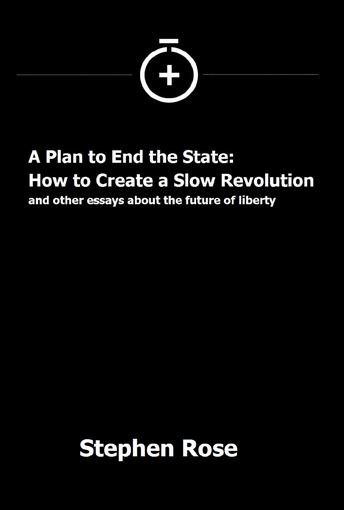 A Plan to End the State:
How to Create a Slow Revolution
and other essays about the future of liberty
Stephen Rose